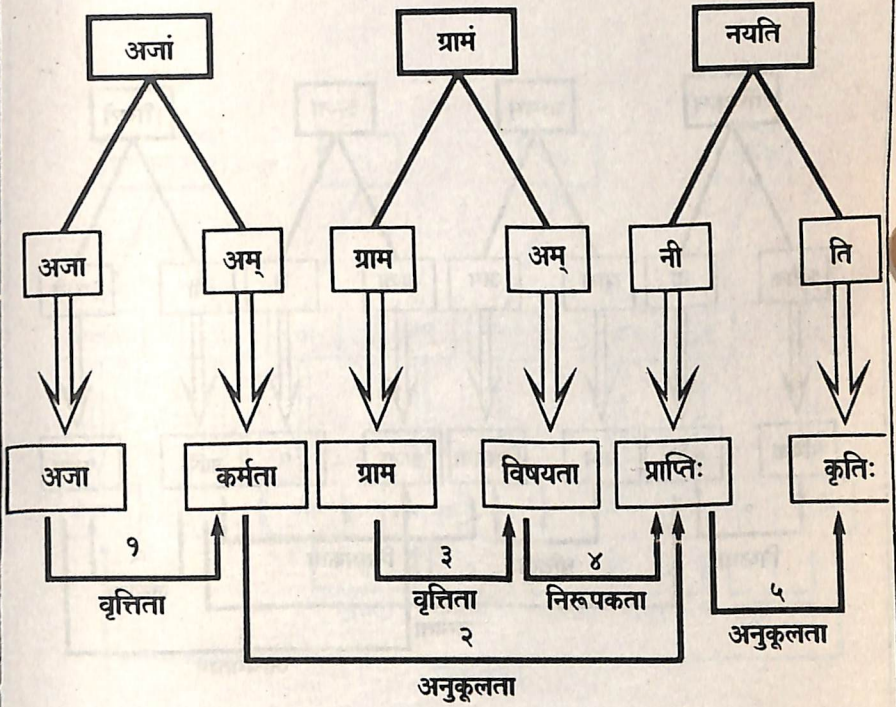 अजां ग्रामं नयति
अजा अम् ग्राम अम् नी ति
अजा कर्मता ग्राम विषयता प्राप्तिः कृतिः
१ ३ ४ ५
वृत्तिता वृत्तिता निरूपकता अनुकूलता
२
अनुकूलता